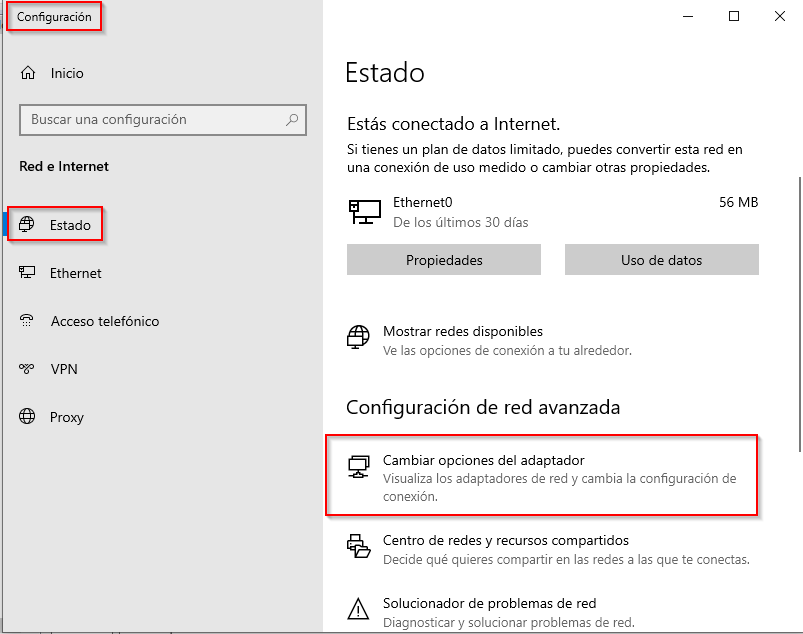 Configuración
Inicio
Buscar una configuración
Red e Internet
Estado
Ethernet
Acceso telefónico
VPN
Proxy
Estado
Estás conectado a Internet.
Si tienes un plan de datos limitado, puedes convertir esta red en
una conexión de uso medido o cambiar otras propiedades.
Ethernet0 56 MB
De los últimos 30 días
Propiedades Uso de datos
Mostrar redes disponibles
Ve las opciones de conexión a tu alrededor.
Configuración de red avanzada
Cambiar opciones del adaptador
Visualiza los adaptadores de red y cambia la configuración de
conexión.
Centro de redes y recursos compartidos
Decide qué quieres compartir en las redes a las que te conectas.
Solucionador de problemas de red
Diagnosticar y solucionar problemas de red.